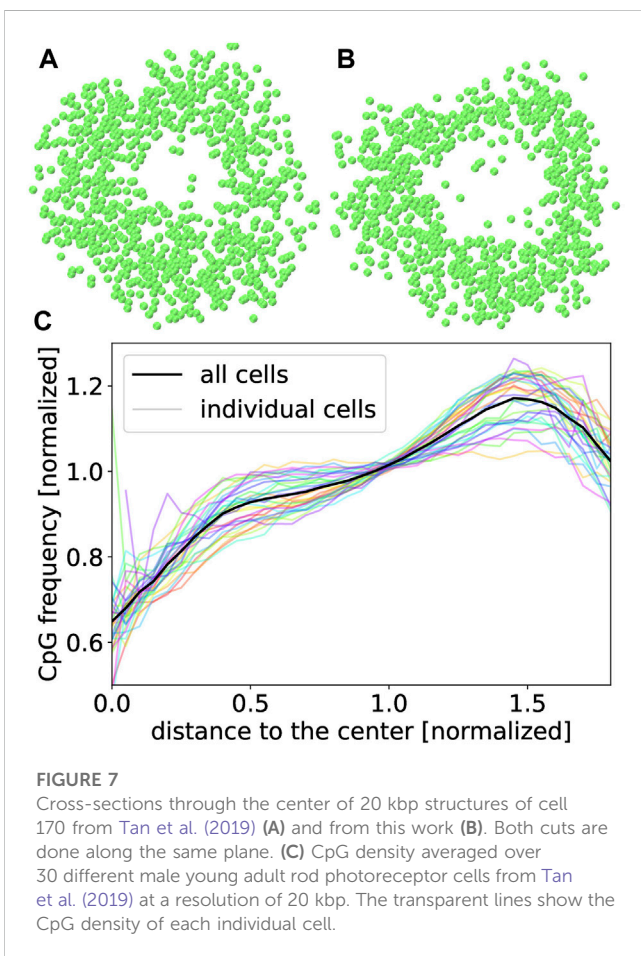 A
B
C
all cells
individual cells
1.2
1.0
0.8
0.6
CpG frequency [normalized]
0.0
0.5
1.0
1.5
distance to the center [normalized]
FIGURE 7
Cross-sections through the center of 20 kbp structures of cell
170 from Tan et al. (2019) (A) and from this work (B). Both cuts are
done along the same plane. (C) CpG density averaged over
30 different male young adult rod photoreceptor cells from Tan
et al. (2019) at a resolution of 20 kbp. The transparent lines show the
CpG density of each individual cell.